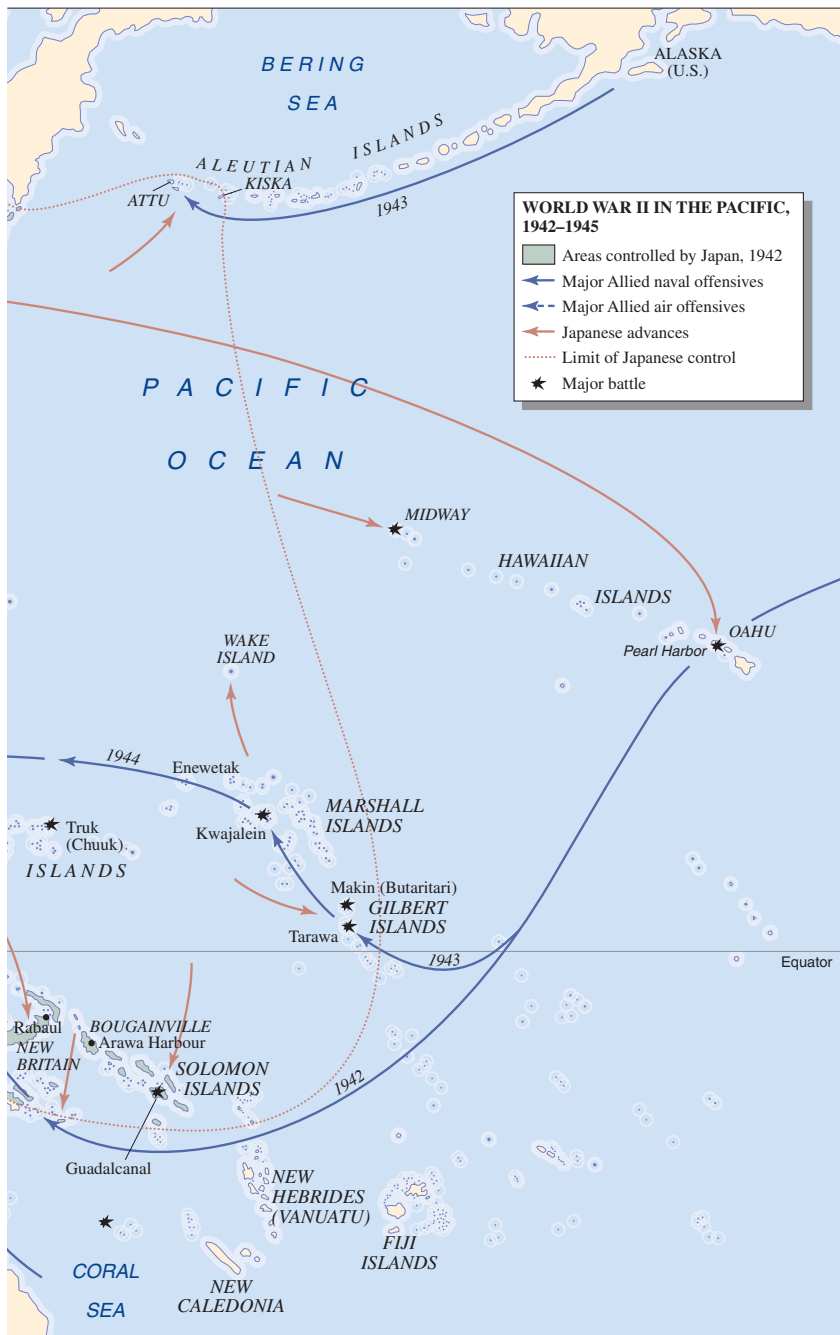 BERING
SEA
ALASKA
(U.S.)
ALEUTIAN
ISLANDS
ATTU
KISKA
1943
WORLD WAR II IN THE PACIFIC,
1942–1945
Areas controlled by Japan, 1942
Major Allied naval offensives
Major Allied air offensives
Japanese advances
Limit of Japanese control
Major battle
PACIFIC
OCEAN
MIDWAY
HAWAIIAN
ISLANDS
OAHU
Pearl Harbor
WAKE
ISLAND
1944
Enewetak
MARSHALL
ISLANDS
Kwajalein
Truk
(Chuuk)
ISLANDS
Makin (Butaritari)
GILBERT
ISLANDS
Tarawa
1943
Equator
Rabaul
NEW
BRITAIN
BOUGAINVILLE
Arawa Harbour
SOLOMON
ISLANDS
1942
Guadalcanal
NEW
HEBRIDES
(VANUATU)
FIJI
ISLANDS
CORAL
SEA
NEW
CALEDONIA